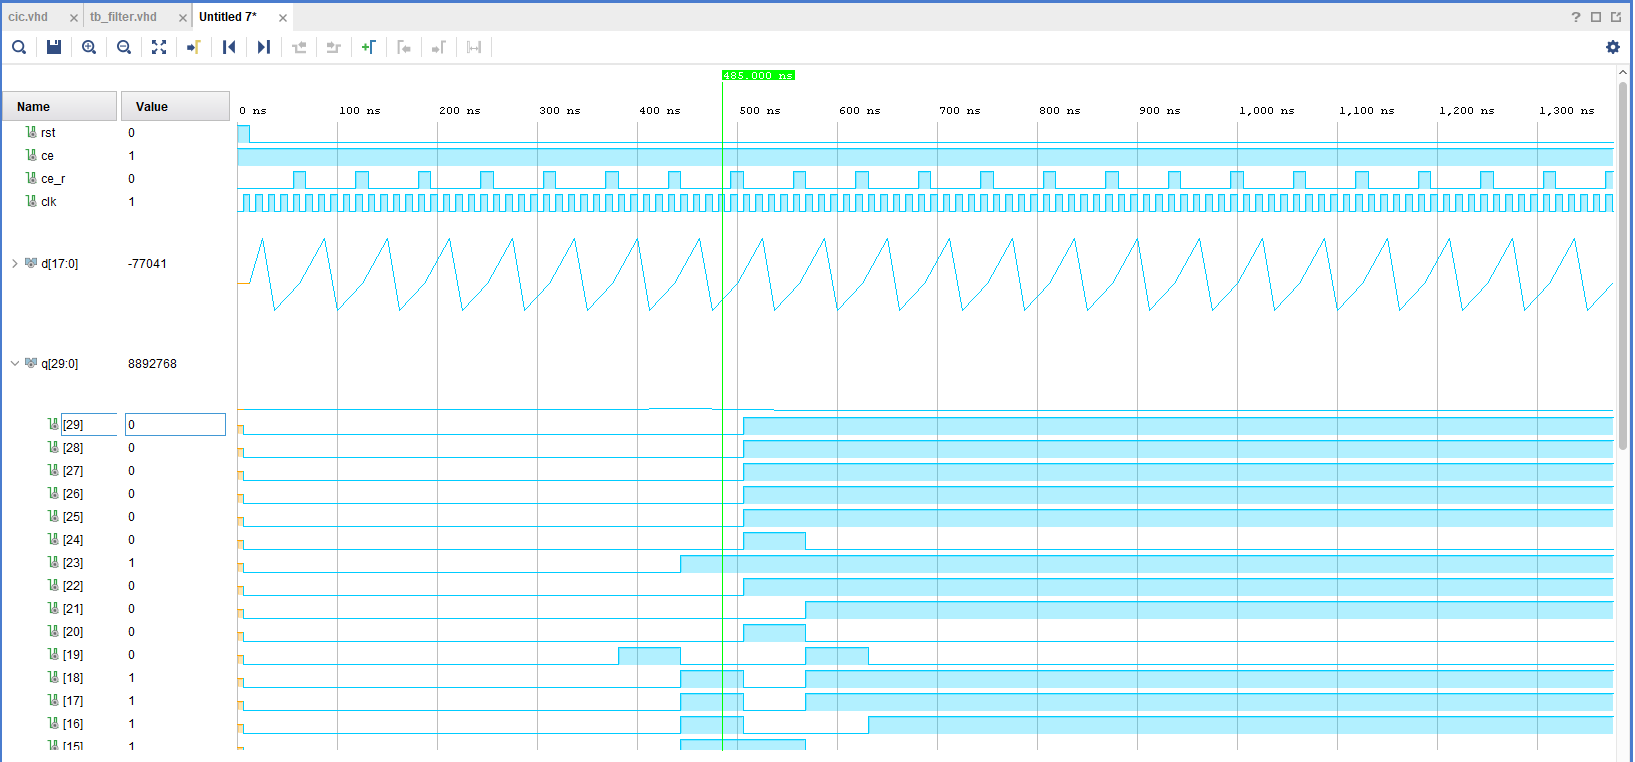 cic.vhd × tb_filter.vhd × Untitled 7* ×
?
485.000 ns
Name Value
0 ns 100 ns 200 ns 300 ns 400 ns 500 ns 600 ns 700 ns 800 ns 900 ns 1,000 ns 1,100 ns 1,200 ns 1,300 ns
rst 0
ce 1
ce_r 0
clk 1
d[17:0] -77041
q[29:0] 8892768
[29] 0
[28] 0
[27] 0
[26] 0
[25] 0
[24] 0
[23] 1
[22] 0
[21] 0
[20] 0
[19] 0
[18] 1
[17] 1
[16] 1
[15] 1